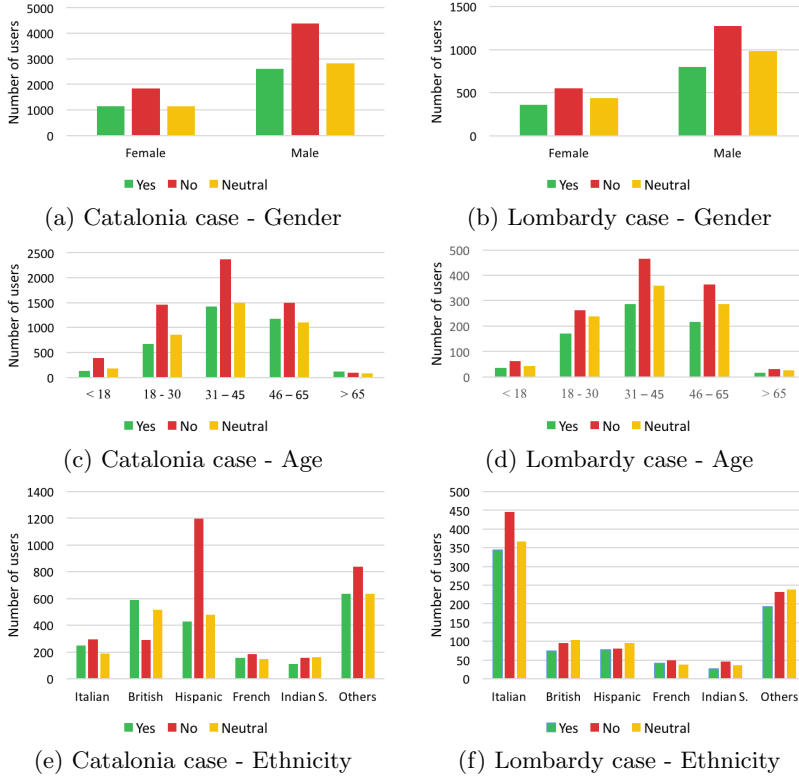 Number of users
5000
4000
3000
2000
1000
0
Female Male
Yes No Neutral
(a) Catalonia case - Gender
Number of users
1500
1000
500
0
Female Male
Yes No Neutral
(b) Lombardy case - Gender
Number of users
2500
2000
1500
1000
500
0
< 18 18 - 30 31 – 45 46 – 65 > 65
Yes No Neutral
(c) Catalonia case - Age
Number of users
500
400
300
200
100
0
< 18 18 - 30 31 – 45 46 – 65 > 65
Yes No Neutral
(d) Lombardy case - Age
Number of users
1400
1200
1000
800
600
400
200
0
Italian British Hispanic French Indian S. Others
Yes No Neutral
(e) Catalonia case - Ethnicity
Number of users
500
450
400
350
300
250
200
150
100
50
0
Italian British Hispanic French Indian S. Others
Yes No Neutral
(f) Lombardy case - Ethnicity